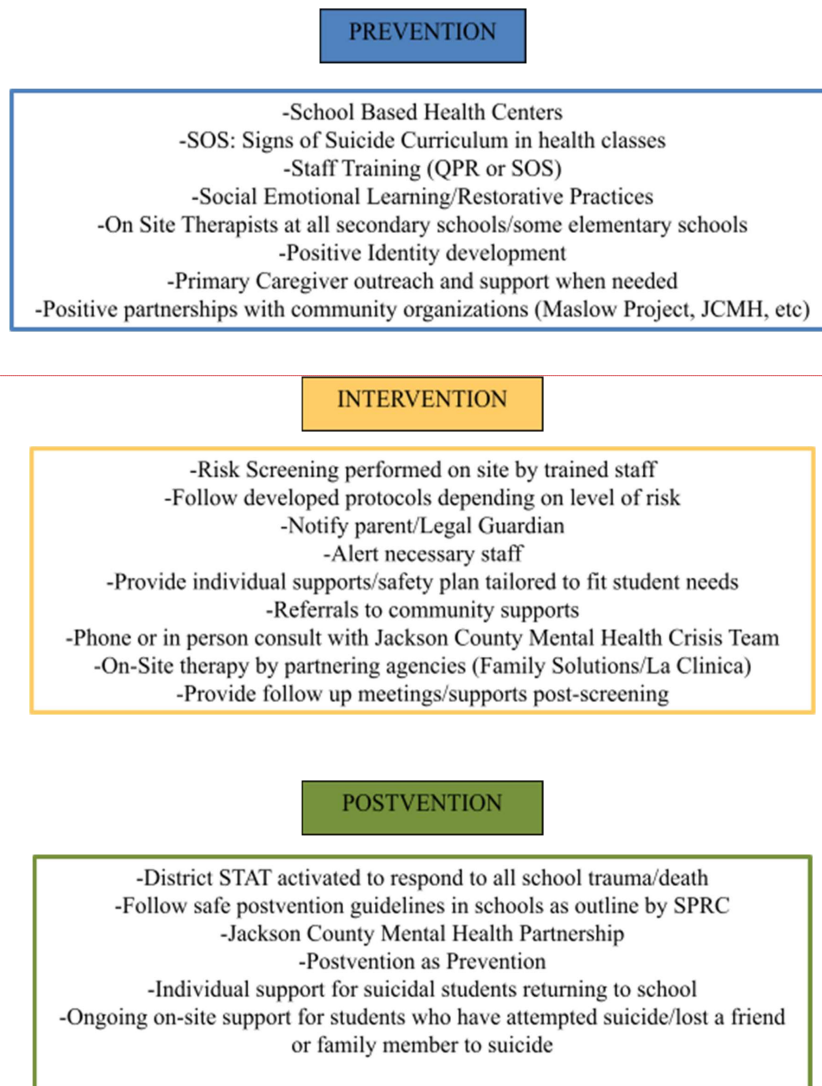 PREVENTION
-School Based Health Centers
-SOS: Signs of Suicide Curriculum in health classes
-Staff Training (QPR or SOS)
-Social Emotional Learning/Restorative Practices
-On Site Therapists at all secondary schools/some elementary schools
-Positive Identity development
-Primary Caregiver outreach and support when needed
-Positive partnerships with community organizations (Maslow Project, JCMH, etc)
INTERVENTION
-Risk Screening performed on site by trained staff
-Follow developed protocols depending on level of risk
-Notify parent/Legal Guardian
-Alert necessary staff
-Provide individual supports/safety plan tailored to fit student needs
-Referrals to community supports
-Phone or in person consult with Jackson County Mental Health Crisis Team
-On-Site therapy by partnering agencies (Family Solutions/La Clinica)
-Provide follow up meetings/supports post-screening
POSTVENTION
-District STAT activated to respond to all school trauma/death
-Follow safe postvention guidelines in schools as outline by SPRC
-Jackson County Mental Health Partnership
-Postvention as Prevention
-Individual support for suicidal students returning to school
-Ongoing on-site support for students who have attempted suicide/lost a friend
or family member to suicide